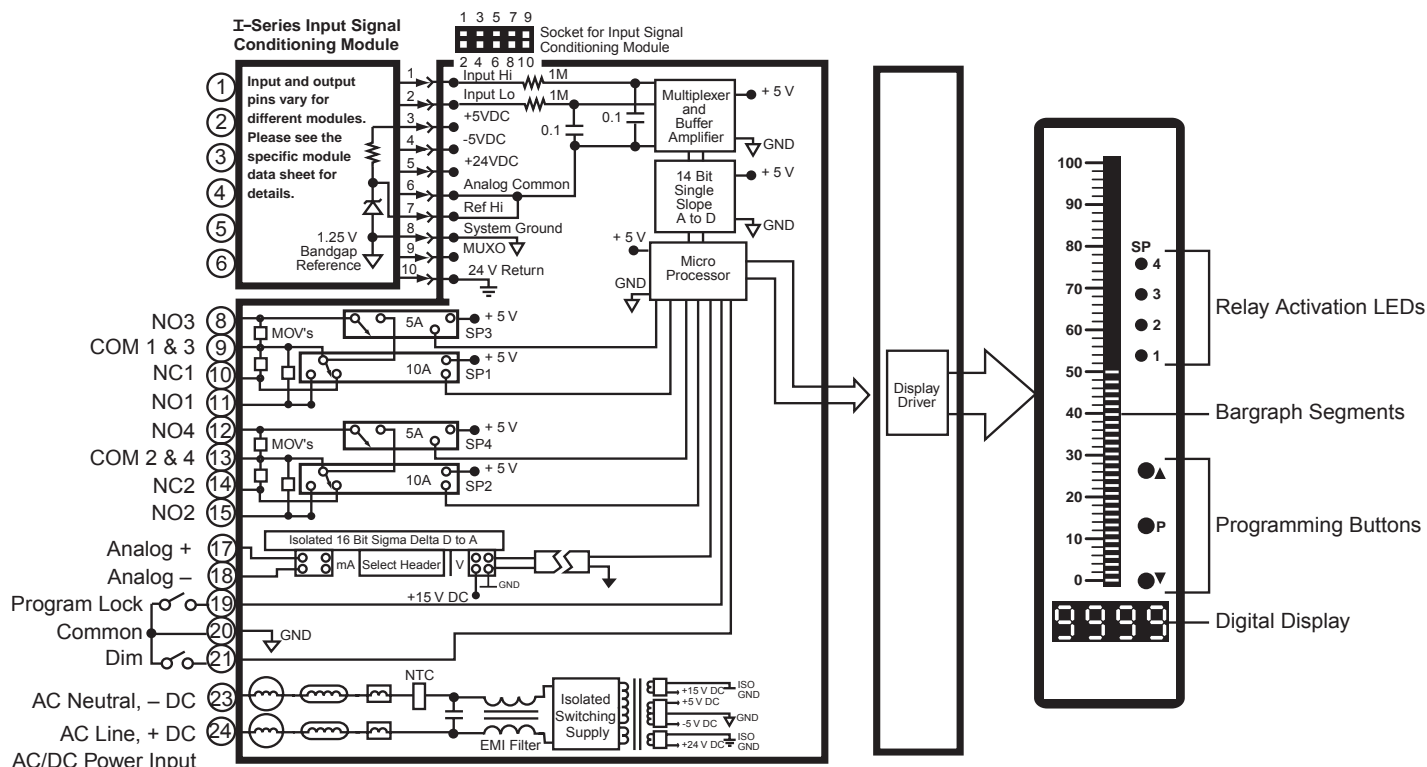 I-Series Input Signal
Conditioning Module
1 3 5 7 9
Socket for Input Signal
Conditioning Module
2 4 6 8 10
1
2
3
4
5
6
Input and output
pins vary for
different modules.
Please see the
specific module
data sheet for
details.
1.25 V
Bandgap
Reference
1
2
3
4
5
6
7
8
9
10
Input Hi
1M
Input Lo
1M
+5VDC
-5VDC
+24VDC
Analog Common
Ref Hi
System Ground
MUXO
24 V Return
0.1
0.1
Multiplexer
and
Buffer
Amplifier
+ 5 V
GND
14 Bit
Single
Slope
A to D
+ 5 V
GND
+ 5 V
Micro
Processor
GND
NO3 8
COM 1 & 3 9
NC1 10
NO1 11
MOV's
5A
+ 5 V
SP3
10A
+ 5 V
SP1
NO4 12
COM 2 & 4 13
NC2 14
NO2 15
MOV's
5A
+ 5 V
SP4
10A
+ 5 V
SP2
Isolated 16 Bit Sigma Delta D to A
Analog + 17
Analog – 18
mA
Select Header
V
GND
+15 V DC
Program Lock 19
Common 20
GND
Dim 21
AC Neutral, – DC 23
AC Line, + DC 24
AC/DC Power Input
NTC
EMI Filter
Isolated
Switching
Supply
+15 V DC
ISO
GND
+5 V DC
-5 V DC
GND
+24 V DC
ISO
GND
Display
Driver
100
90
80
70
60
50
40
30
20
10
0
SP
4
3
2
1
P
9999
Relay Activation LEDs
Bargraph Segments
Programming Buttons
Digital Display